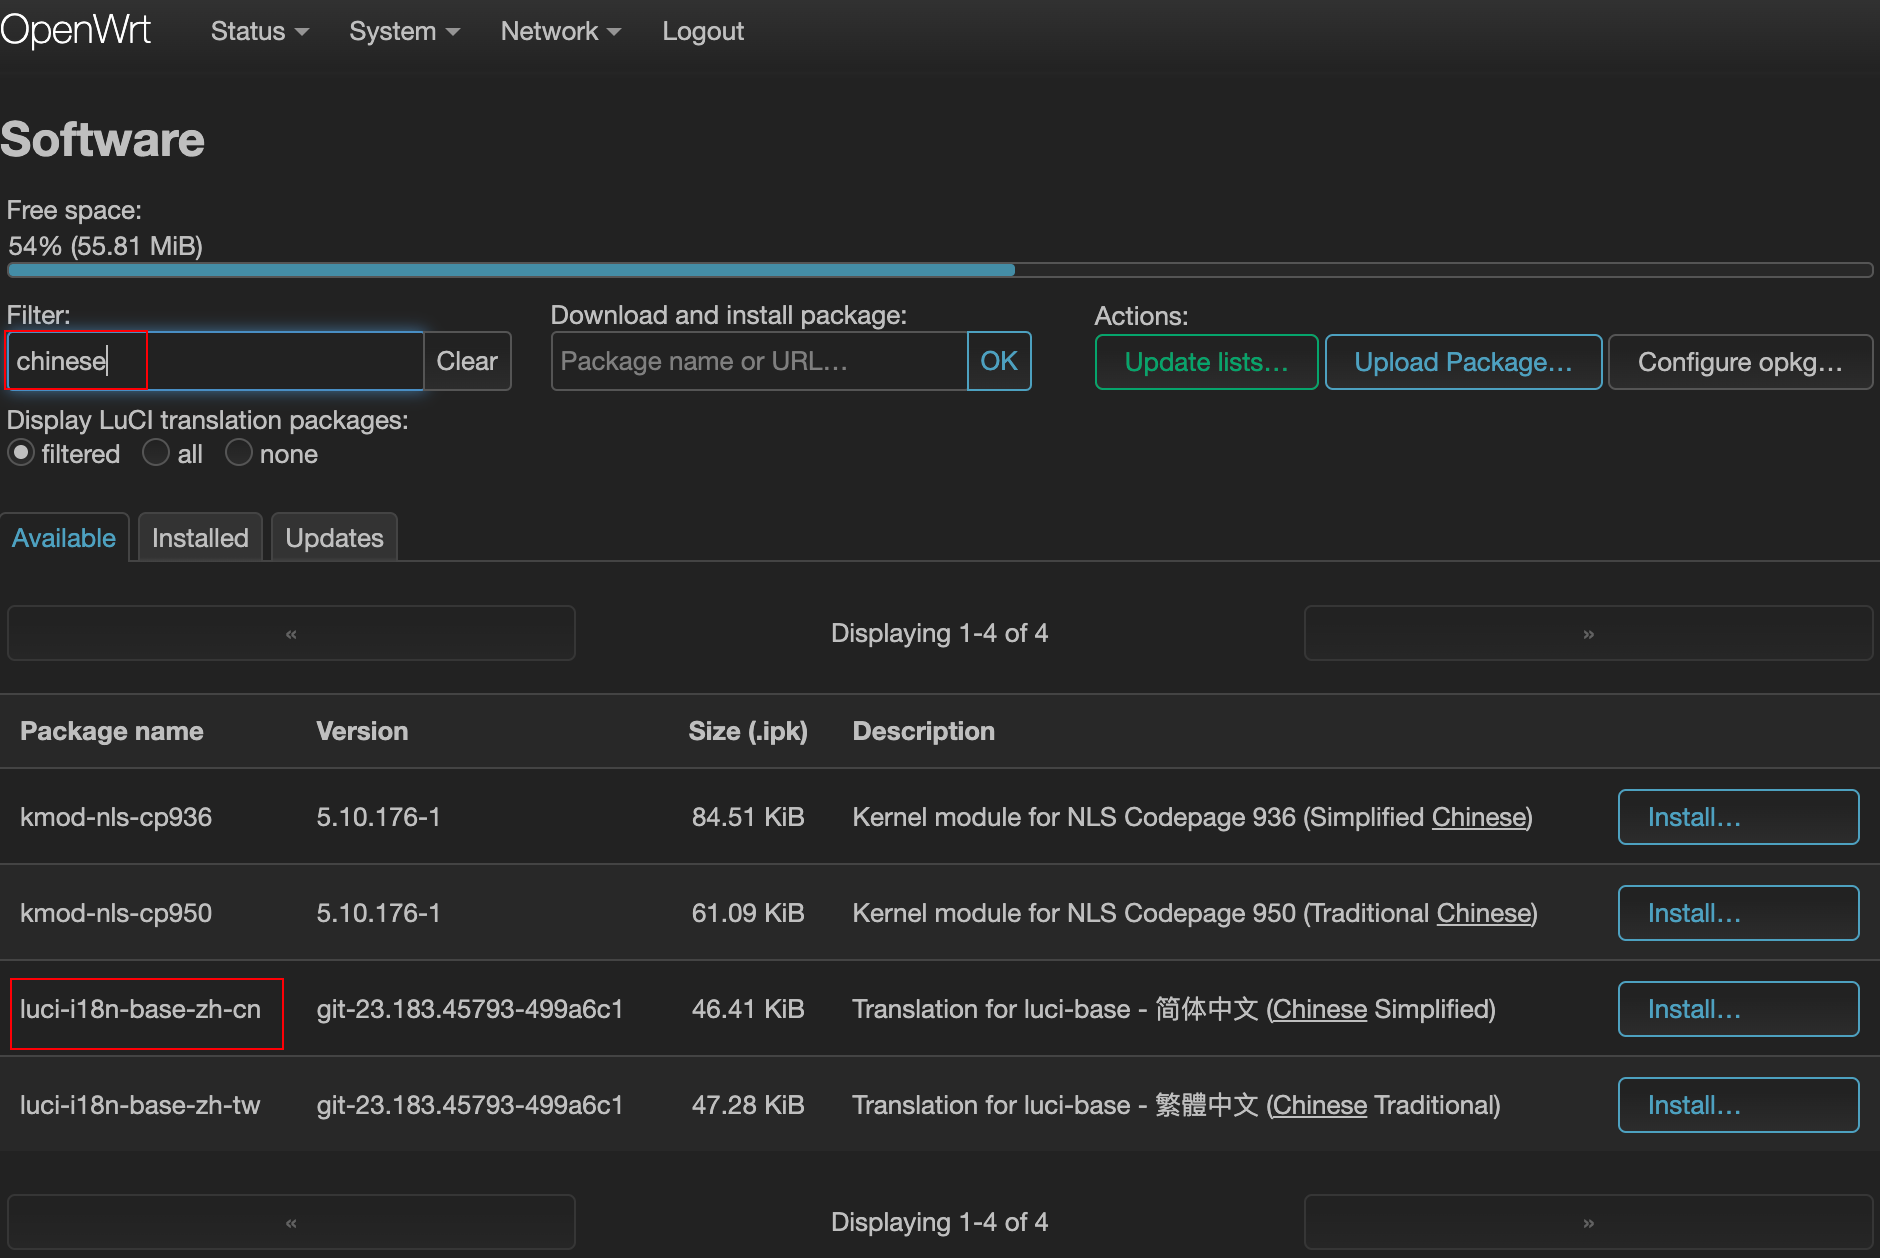 OpenWrt Status System Network Logout
Software
Free space:
54% (55.81 MiB)
Filter: Download and install package: Actions:
chinese Clear Package name or URL… OK Update lists… Upload Package… Configure opkg…
Display LuCI translation packages:
filtered all none
Available Installed Updates
« Displaying 1-4 of 4 »
Package name Version Size (.ipk) Description
kmod-nls-cp936 5.10.176-1 84.51 KiB Kernel module for NLS Codepage 936 (Simplified Chinese) Install…
kmod-nls-cp950 5.10.176-1 61.09 KiB Kernel module for NLS Codepage 950 (Traditional Chinese) Install…
luci-i18n-base-zh-cn git-23.183.45793-499a6c1 46.41 KiB Translation for luci-base - 简体中文 (Chinese Simplified) Install…
luci-i18n-base-zh-tw git-23.183.45793-499a6c1 47.28 KiB Translation for luci-base - 繁體中文 (Chinese Traditional) Install…
« Displaying 1-4 of 4 »